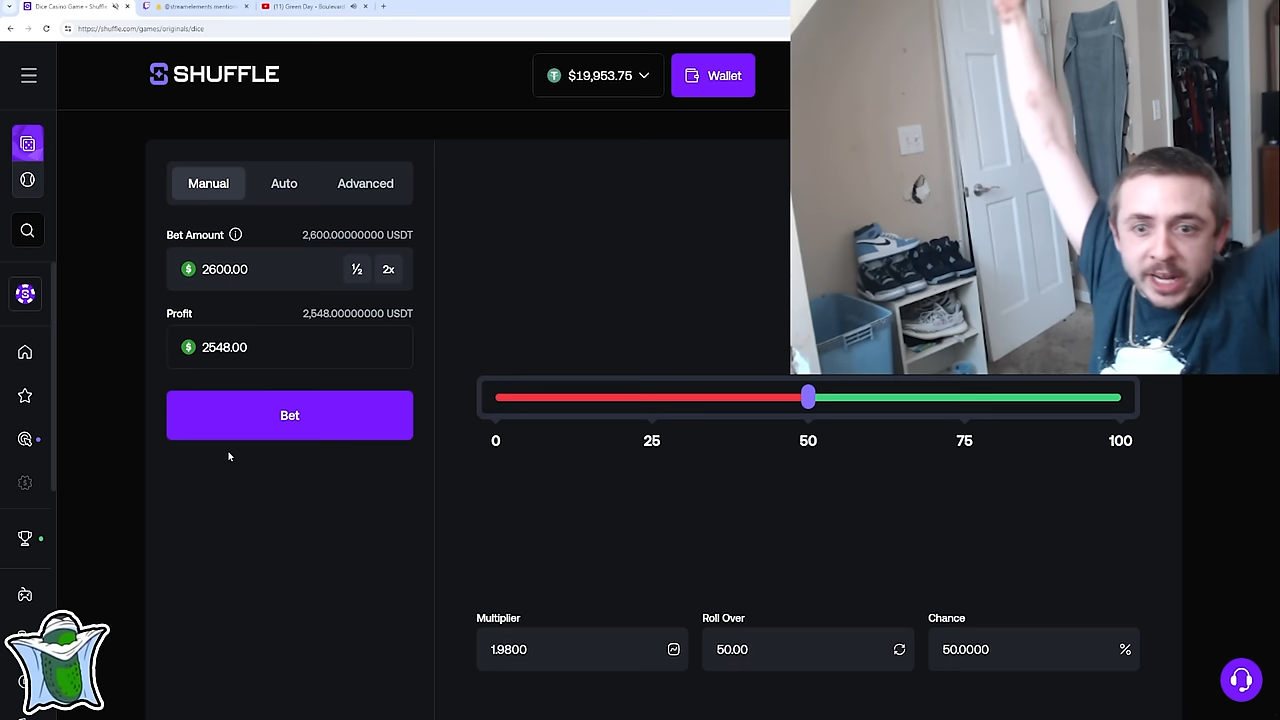 Dice Casino Game - Shuffle
@streamelements mention
(11) Green Day - Boulevard
https://shuffle.com/games/originals/dice
SHUFFLE
$19,953.75
Wallet
Manual
Auto
Advanced
Bet Amount
2,600.00000000 USDT
2600.00
½
2x
Profit
2,548.00000000 USDT
2548.00
Bet
0
25
50
75
100
Multiplier
Roll Over
Chance
1.9800
50.00
50.0000
%